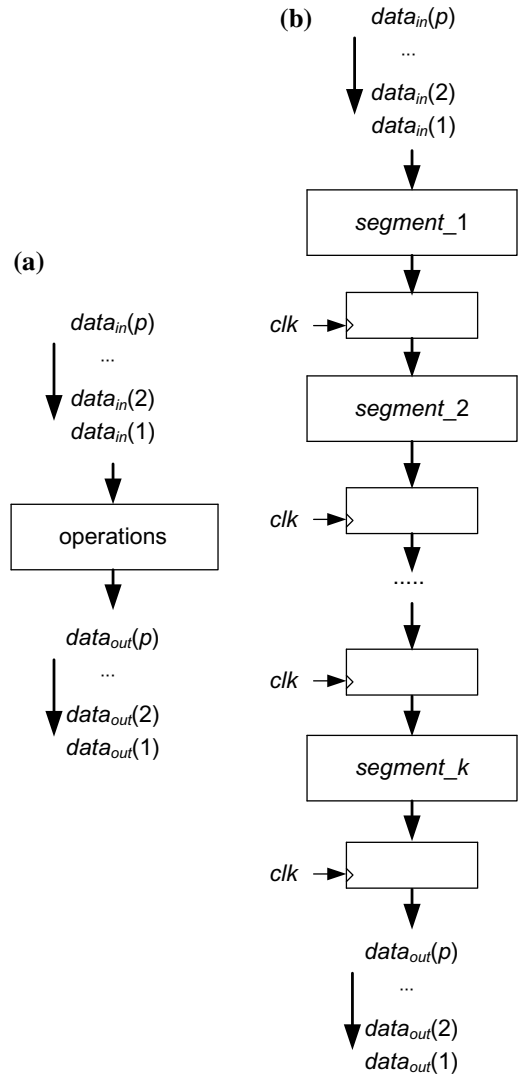 (a)
data_in(p)
...
data_in(2)
data_in(1)
operations
data_out(p)
...
data_out(2)
data_out(1)
(b)
data_in(p)
...
data_in(2)
data_in(1)
segment_1
clk
segment_2
clk
.....
clk
segment_k
clk
data_out(p)
...
data_out(2)
data_out(1)